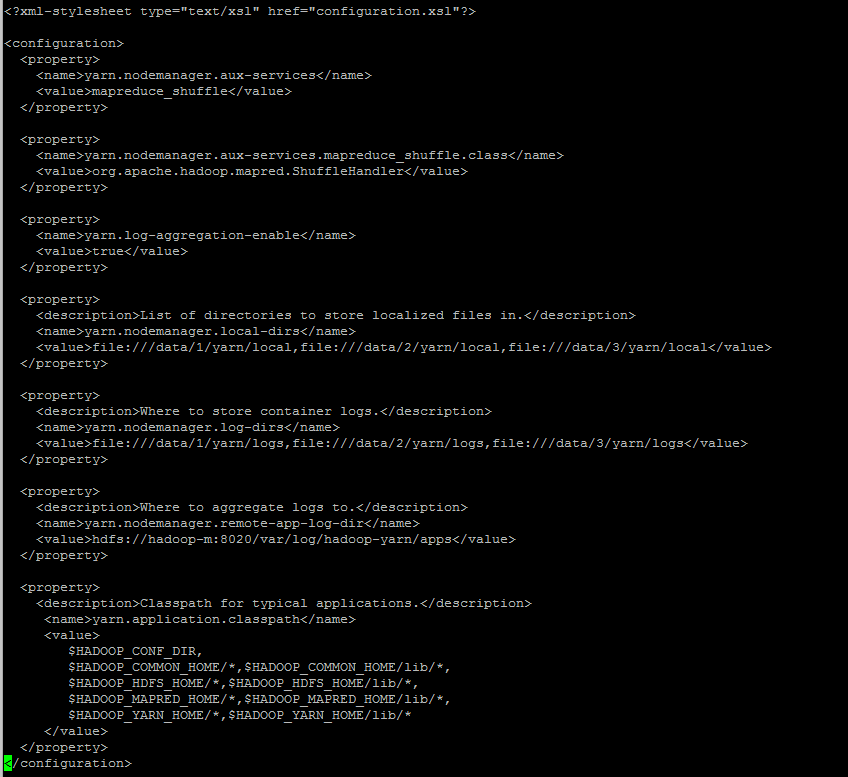 <?xml-stylesheet type="text/xsl" href="configuration.xsl"?>

<configuration>
  <property>
    <name>yarn.nodemanager.aux-services</name>
    <value>mapreduce_shuffle</value>
  </property>

  <property>
    <name>yarn.nodemanager.aux-services.mapreduce_shuffle.class</name>
    <value>org.apache.hadoop.mapred.ShuffleHandler</value>
  </property>

  <property>
    <name>yarn.log-aggregation-enable</name>
    <value>true</value>
  </property>

  <property>
    <description>List of directories to store localized files in.</description>
    <name>yarn.nodemanager.local-dirs</name>
    <value>file:///data/1/yarn/local,file:///data/2/yarn/local,file:///data/3/yarn/local</value>
  </property>

  <property>
    <description>Where to store container logs.</description>
    <name>yarn.nodemanager.log-dirs</name>
    <value>file:///data/1/yarn/logs,file:///data/2/yarn/logs,file:///data/3/yarn/logs</value>
  </property>

  <property>
    <description>Where to aggregate logs to.</description>
    <name>yarn.nodemanager.remote-app-log-dir</name>
    <value>hdfs://hadoop-m:8020/var/log/hadoop-yarn/apps</value>
  </property>

  <property>
    <description>Classpath for typical applications.</description>
     <name>yarn.application.classpath</name>
     <value>
        $HADOOP_CONF_DIR,
        $HADOOP_COMMON_HOME/*,$HADOOP_COMMON_HOME/lib/*,
        $HADOOP_HDFS_HOME/*,$HADOOP_HDFS_HOME/lib/*,
        $HADOOP_MAPRED_HOME/*,$HADOOP_MAPRED_HOME/lib/*,
        $HADOOP_YARN_HOME/*,$HADOOP_YARN_HOME/lib/*
     </value>
  </property>
</configuration>